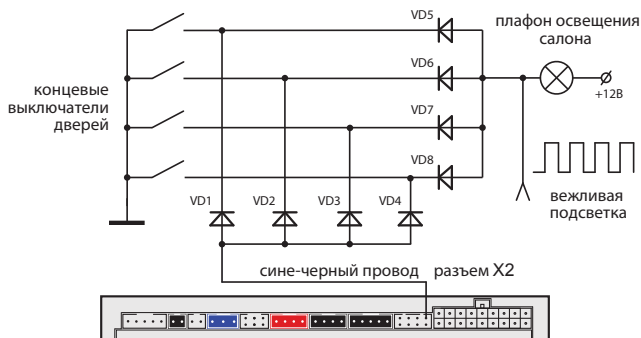 VD5
плафон освещения
салона
VD6
+12В
концевые
выключатели
дверей
VD7
VD8
вежливая
подсветка
VD1
VD2
VD3
VD4
сине-черный провод
разъем X2